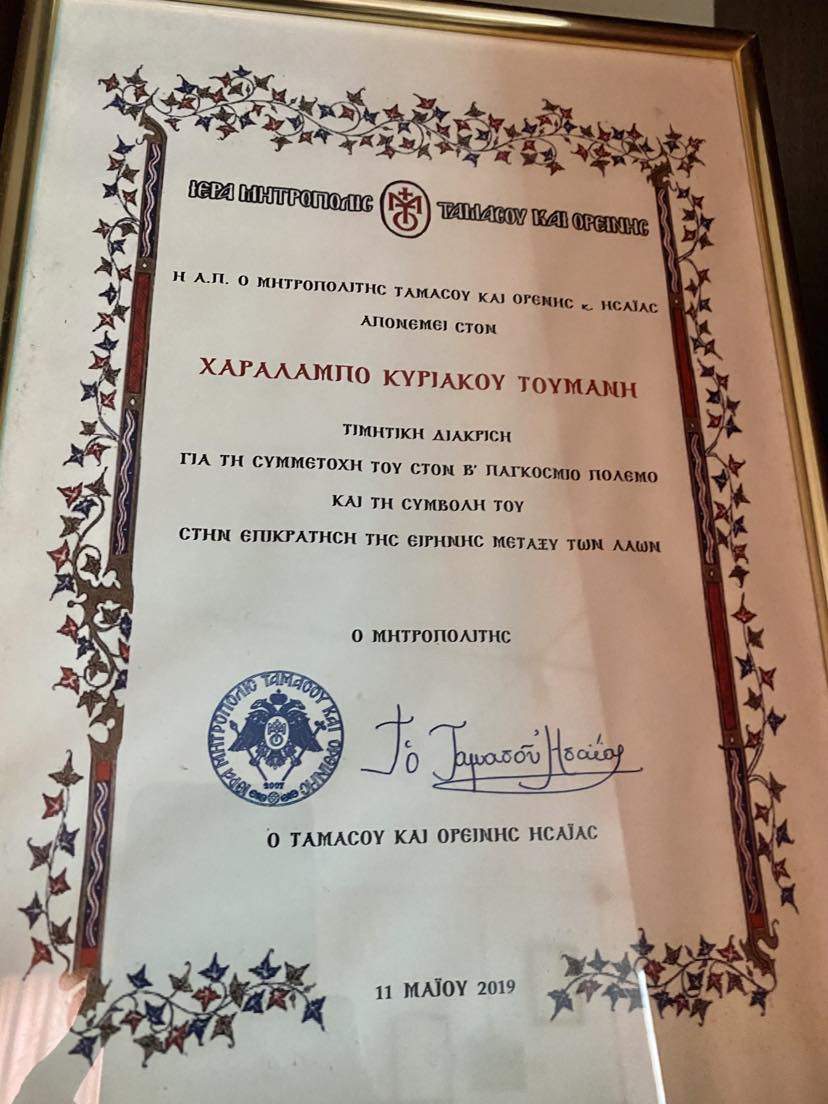 ΙΕΡΑ ΜΗΤΡΟΠΟΛΙϹ ΤΑΜΑϹΟΥ ΚΑΙ ΟΡΕΙΝΗϹ
Η Α.Π. Ο ΜΗΤΡΟΠΟΛΙΤΗϹ ΤΑΜΑϹΟΥ ΚΑΙ ΟΡΕΝΗϹ κ. ΗϹΑΪΑϹ
ΑΠΟΝΕΜΕΙ ϹΤΟΝ
ΧΑΡΑΛΑΜΠΟ ΚΥΡΙΑΚΟΥ ΤΟΥΜΑΝΗ
ΤΙΜΗΤΙΚΗ ΔΙΑΚΡΙϹΗ
ΓΙΑ ΤΗ ϹΥΜΜΕΤΟΧΗ ΤΟΥ ϹΤΟΝ Β' ΠΑΓΚΟϹΜΙΟ ΠΟΛΕΜΟ
ΚΑΙ ΤΗ ϹΥΜΒΟΛΗ ΤΟΥ
ϹΤΗΝ ΕΠΙΚΡΑΤΗϹΗ ΤΗϹ ΕΙΡΗΝΗϹ ΜΕΤΑΞΥ ΤΩΝ ΛΑΩΝ
Ο ΜΗΤΡΟΠΟΛΙΤΗϹ
ΙΕΡΑ ΜΗΤΡΟΠΟΛΙϹ ΤΑΜΑϹΟΥ ΚΑΙ ΟΡΕΙΝΗϹ
2007
† ὁ Ταμασοῦ Ἡσαΐας
Ὁ ΤΑΜΑϹΟΥ ΚΑΙ ΟΡΕΙΝΗϹ ΗϹΑΪΑϹ
11 ΜΑΪΟΥ 2019